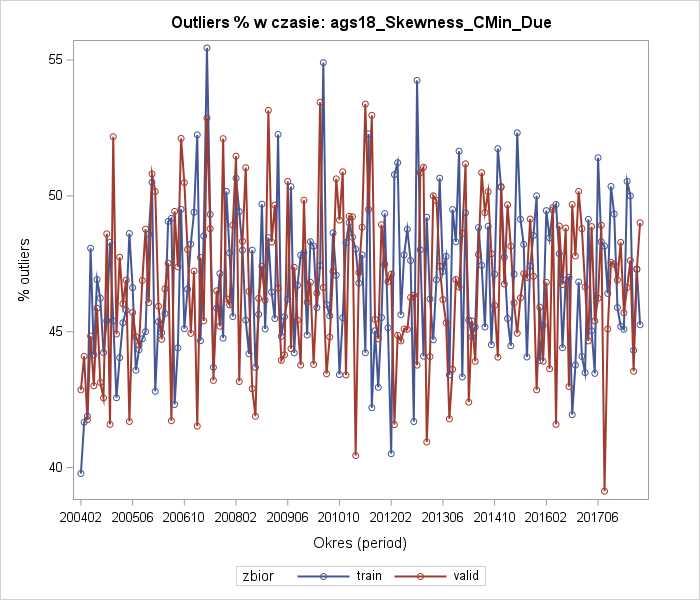 Outliers % w czasie: ags18_Skewness_CMin_Due
55
50
45
40
% outliers
200402 200506 200610 200802 200906 201010 201202 201306 201410 201602 201706
Okres (period)
zbior train valid